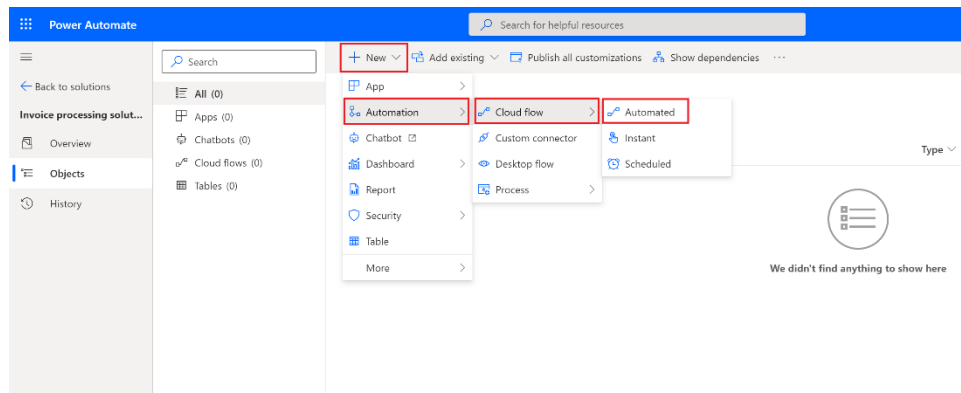 Power Automate
Search for helpful resources
Back to solutions
Invoice processing solut...
Overview
Objects
History
Search
All (0)
Apps (0)
Chatbots (0)
Cloud flows (0)
Tables (0)
New
Add existing
Publish all customizations
Show dependencies
...
App
Automation
Chatbot
Dashboard
Report
Security
Table
More
Cloud flow
Custom connector
Desktop flow
Process
Automated
Instant
Scheduled
Type
We didn't find anything to show here